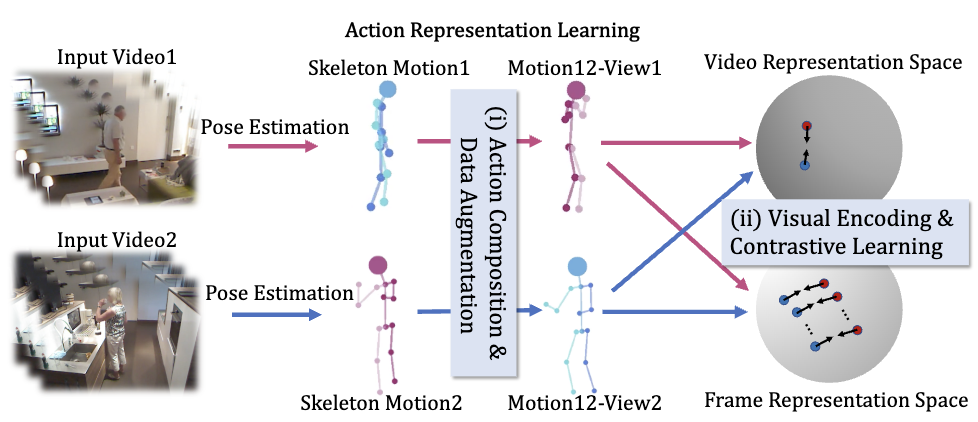 Action Representation Learning
Input Video1
Skeleton Motion1
Motion12-View1
Video Representation Space
Pose Estimation
(i) Action Composition &
Data Augmentation
(ii) Visual Encoding &
Contrastive Learning
Input Video2
Pose Estimation
Skeleton Motion2
Motion12-View2
Frame Representation Space